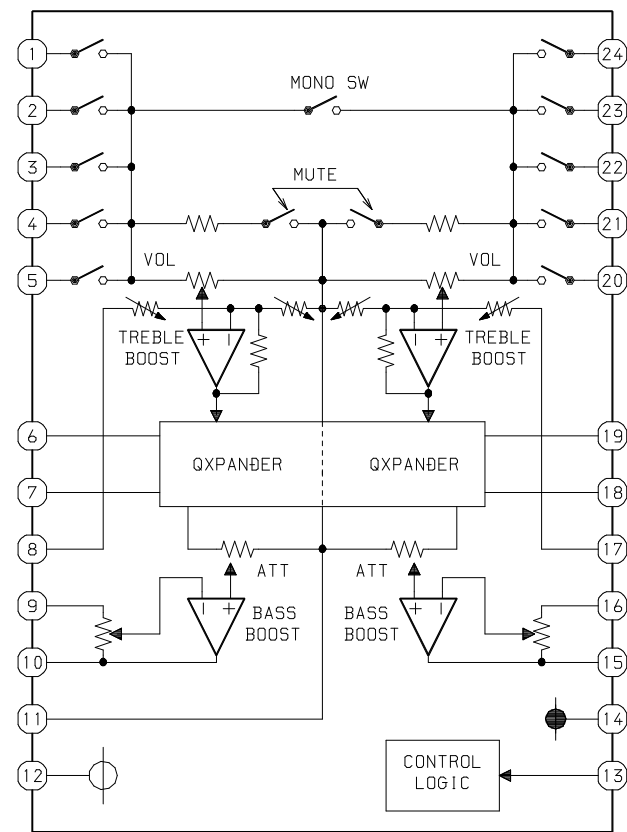 1 24
MONO SW
2 23
3 22
MUTE
4 21
VOL VOL
5 20
TREBLE BOOST + − − + TREBLE BOOST
6 19
QXPANDER QXPANDER
7 18
8 17
ATT ATT
9 16
− + + −
BASS BOOST BASS BOOST
10 15
11 14
CONTROL LOGIC
12 13